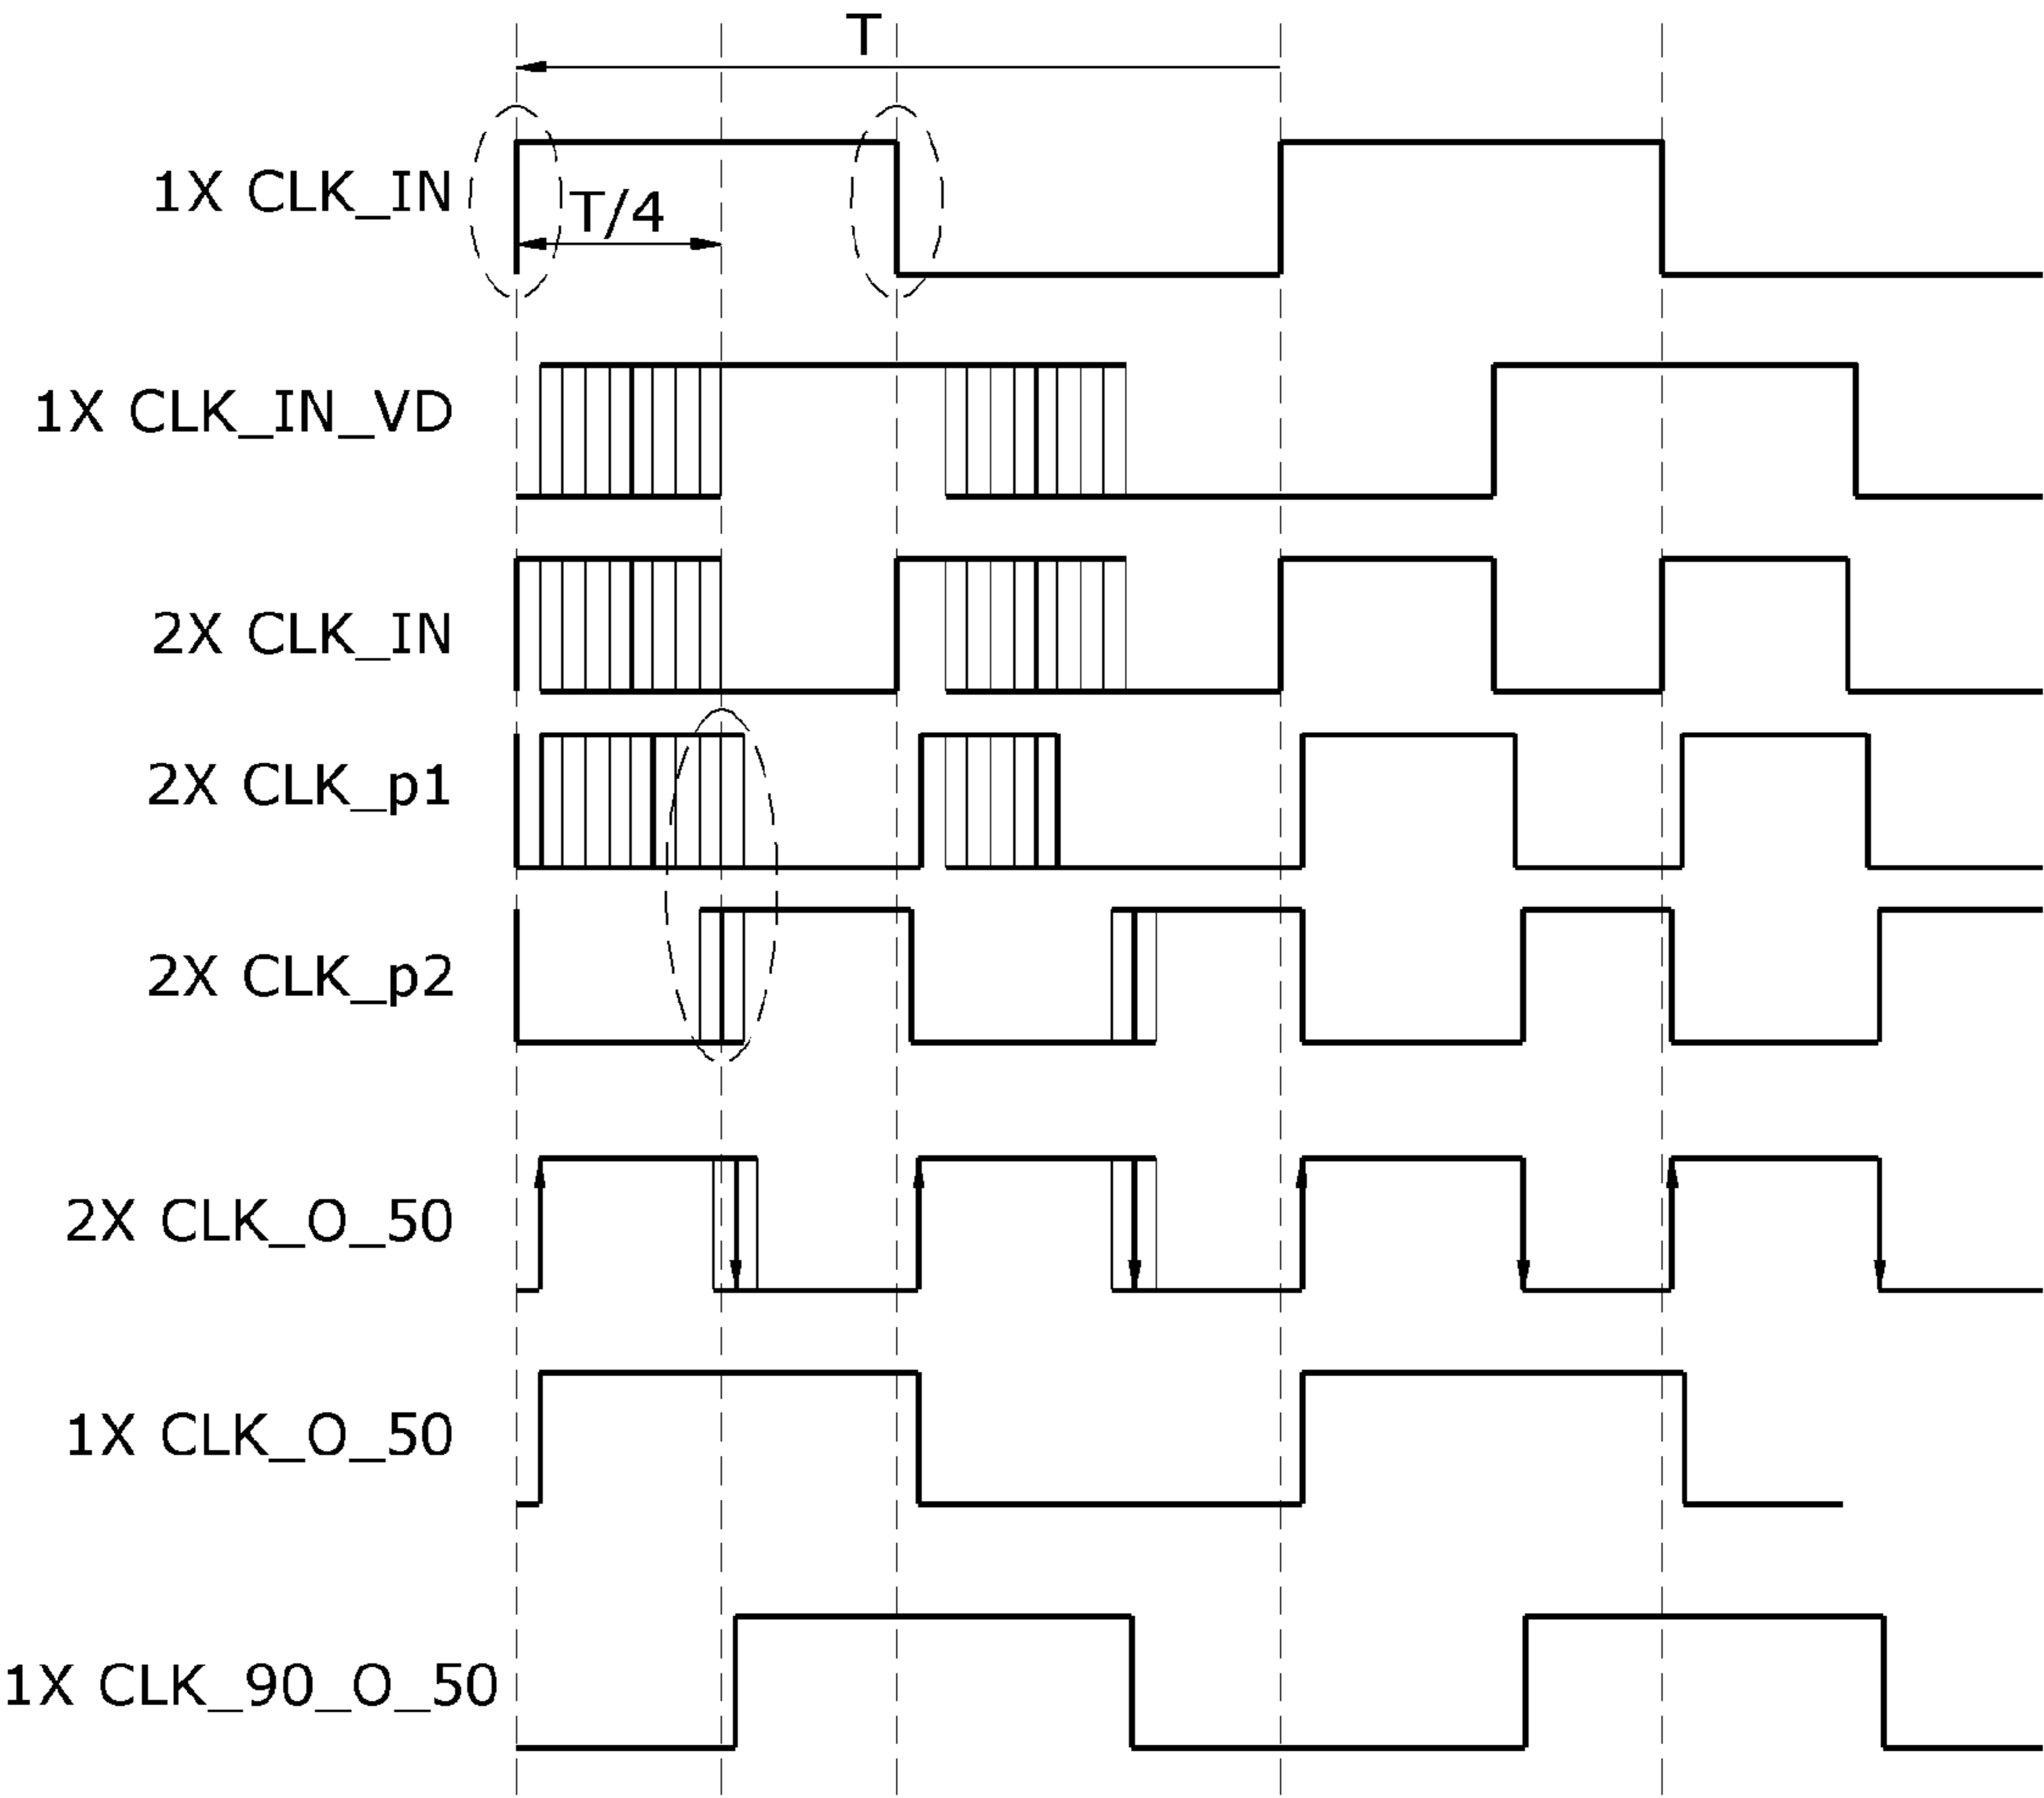 T
1X CLK_IN
T/4
1X CLK_IN_VD
2X CLK_IN
2X CLK_p1
2X CLK_p2
2X CLK_O_50
1X CLK_O_50
1X CLK_90_O_50